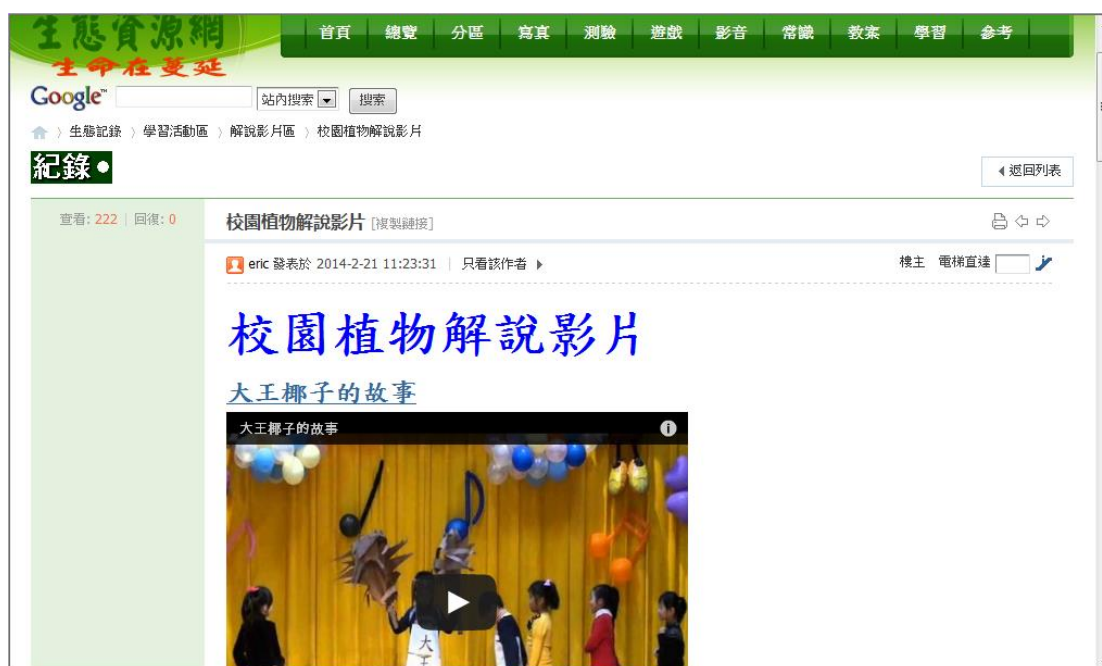 生態資源網
生命在蔓延
首頁 總覽 分區 寫真 測驗 遊戲 影音 常識 教案 學習 參考
Google™ 站內搜索 搜索
生態記錄 〉 學習活動區 〉 解說影片區 〉 校園植物解說影片
紀錄●
返回列表
查看: 222 | 回復: 0
校園植物解說影片 [複製鏈接]
eric 發表於 2014-2-21 11:23:31 | 只看該作者
樓主 電梯直達
校園植物解說影片
大王椰子的故事
大王椰子的故事
大
王